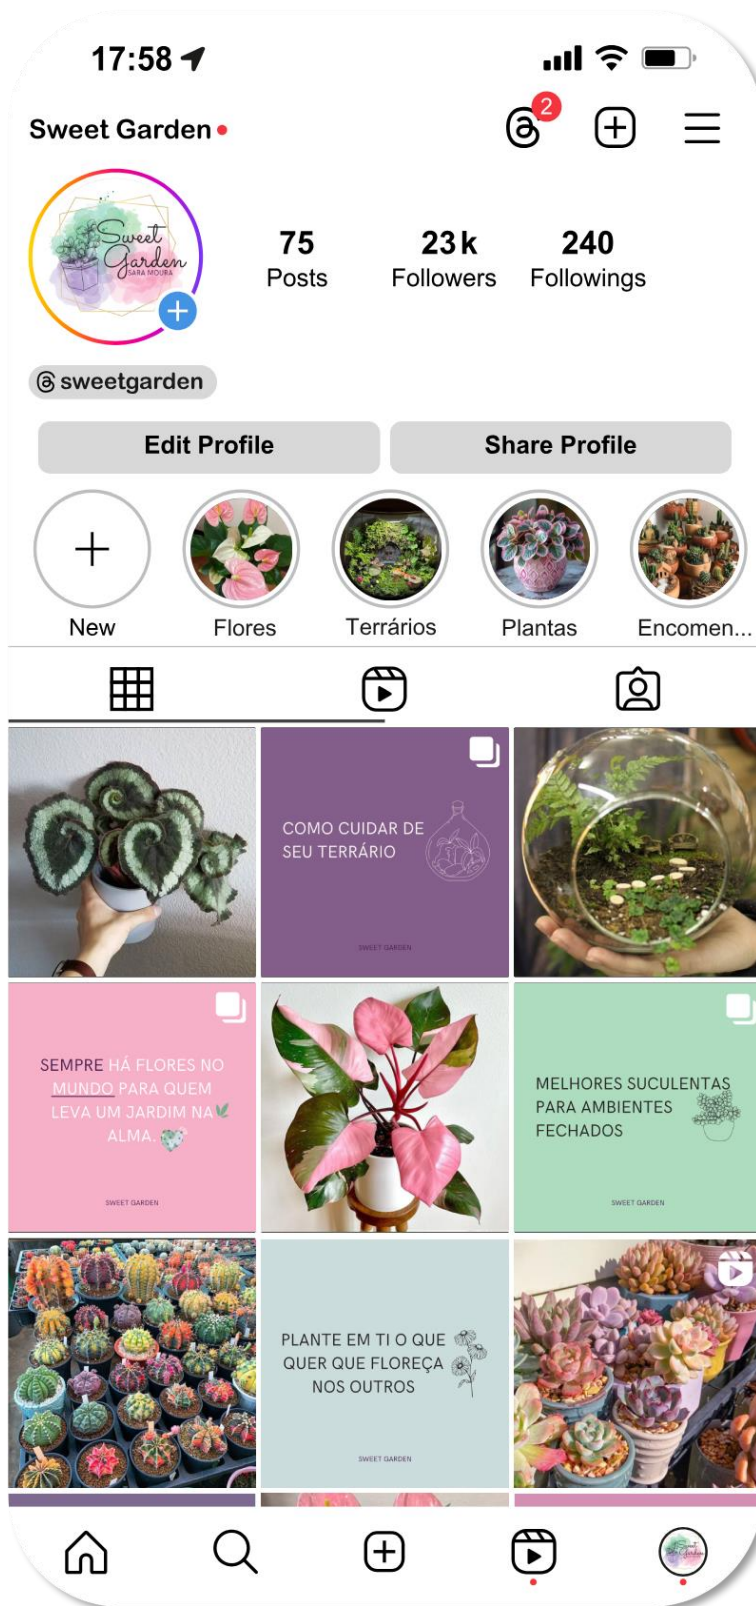 17:58
Sweet Garden
2
Sweet
Garden
SARA MOURA
75
Posts
23k
Followers
240
Followings
sweetgarden
Edit Profile
Share Profile
New
Flores
Terrários
Plantas
Encomen...
COMO CUIDAR DE
SEU TERRÁRIO
SWEET GARDEN
SEMPRE HÁ FLORES NO
MUNDO PARA QUEM
LEVA UM JARDIM NA
ALMA.
SWEET GARDEN
MELHORES SUCULENTAS
PARA AMBIENTES
FECHADOS
SWEET GARDEN
PLANTE EM TI O QUE
QUER QUE FLOREÇA
NOS OUTROS
SWEET GARDEN